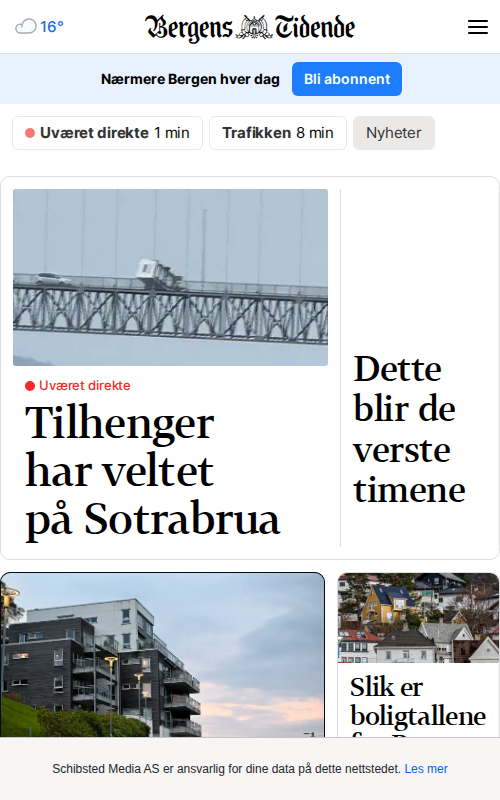 16°
Bergens Tidende
Nærmere Bergen hver dag
Bli abonnent
Uværet direkte 1 min
Trafikken 8 min
Nyheter
Uværet direkte
Tilhenger
har veltet
på Sotrabrua
Dette
blir de
verste
timene
Slik er
boligtallene
Schibsted Media AS er ansvarlig for dine data på dette nettstedet. Les mer